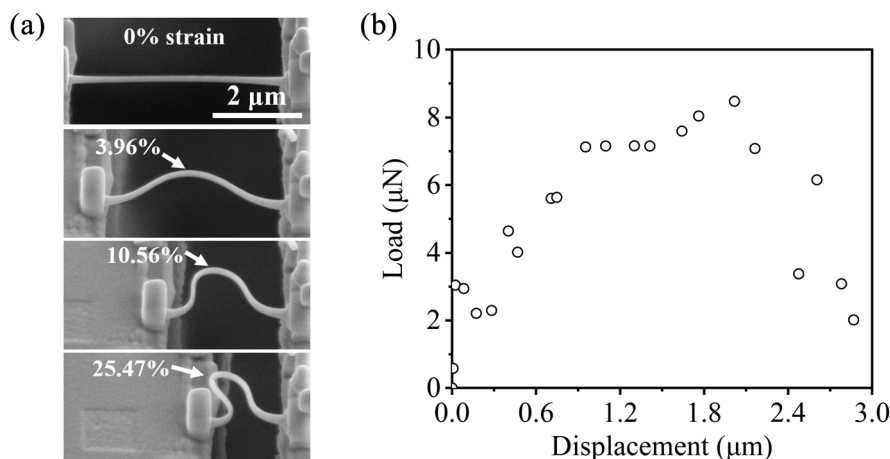 (a)
0% strain
2 μm
3.96%
10.56%
25.47%
(b)
10
8
6
4
2
0
0.0 0.6 1.2 1.8 2.4 3.0
Load (μN)
Displacement (μm)